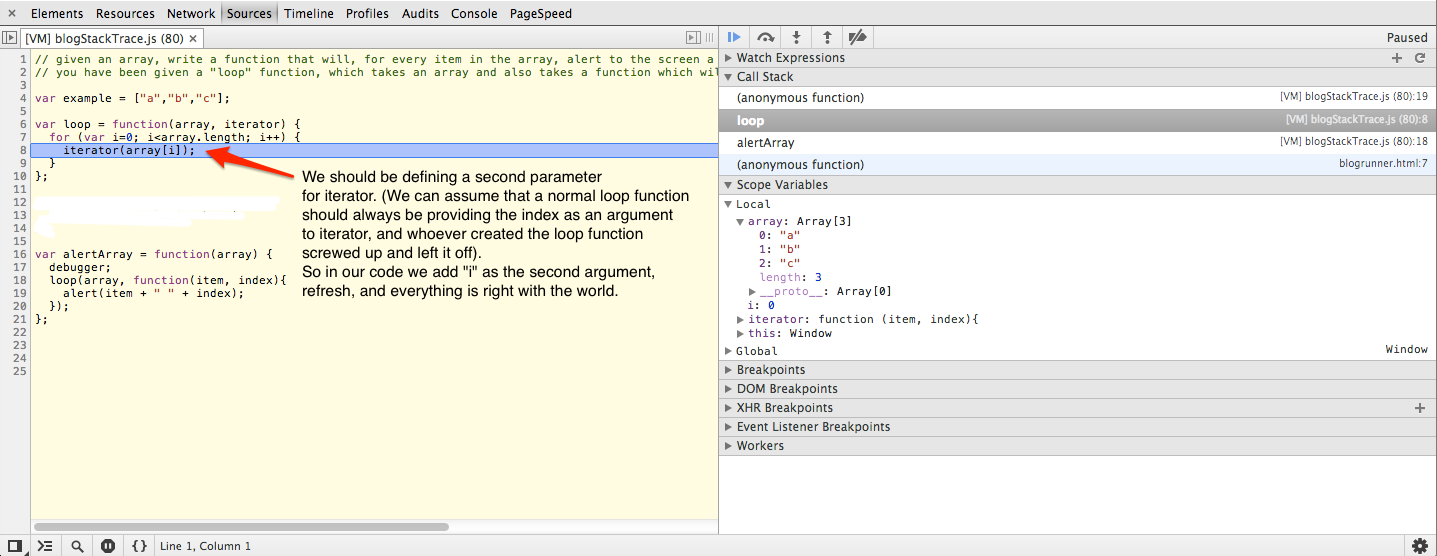 × Elements Resources Network Sources Timeline Profiles Audits Console PageSpeed
[VM] blogStackTrace.js (80) ×
1 // given an array, write a function that will, for every item in the array, alert to the screen a
2 // you have been given a "loop" function, which takes an array and also takes a function which wil
3
4 var example = ["a","b","c"];
5
6 var loop = function(array, iterator) {
7 for (var i=0; i<array.length; i++) {
8 iterator(array[i]);
9 }
10 };
11
12
13
14
15
16 var alertArray = function(array) {
17 debugger;
18 loop(array, function(item, index){
19 alert(item + " " + index);
20 });
21 };
22
23
24
25
We should be defining a second parameter
for iterator. (We can assume that a normal loop function
should always be providing the index as an argument
to iterator, and whoever created the loop function
screwed up and left it off).
So in our code we add "i" as the second argument,
refresh, and everything is right with the world.
Paused
Watch Expressions +
Call Stack
(anonymous function) [VM] blogStackTrace.js (80):19
loop [VM] blogStackTrace.js (80):8
alertArray [VM] blogStackTrace.js (80):18
(anonymous function) blogrunner.html:7
Scope Variables
Local
array: Array[3]
0: "a"
1: "b"
2: "c"
length: 3
__proto__: Array[0]
i: 0
iterator: function (item, index){
this: Window
Global Window
Breakpoints
DOM Breakpoints
XHR Breakpoints +
Event Listener Breakpoints
Workers
{} Line 1, Column 1